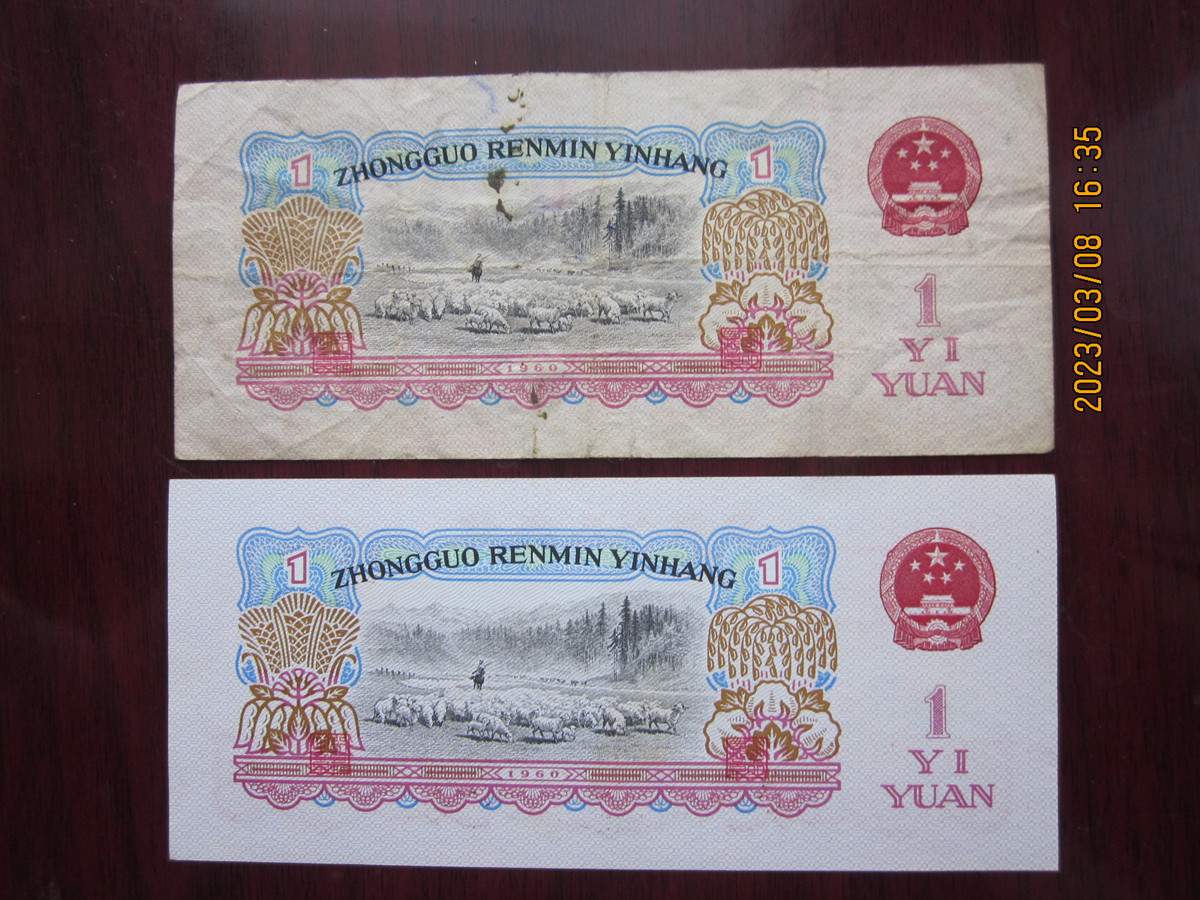 ZHONGGUO RENMIN YINHANG
1
1
1960
1
YI
YUAN
ZHONGGUO RENMIN YINHANG
1
1
1960
1
YI
YUAN
2023/03/08 16:35